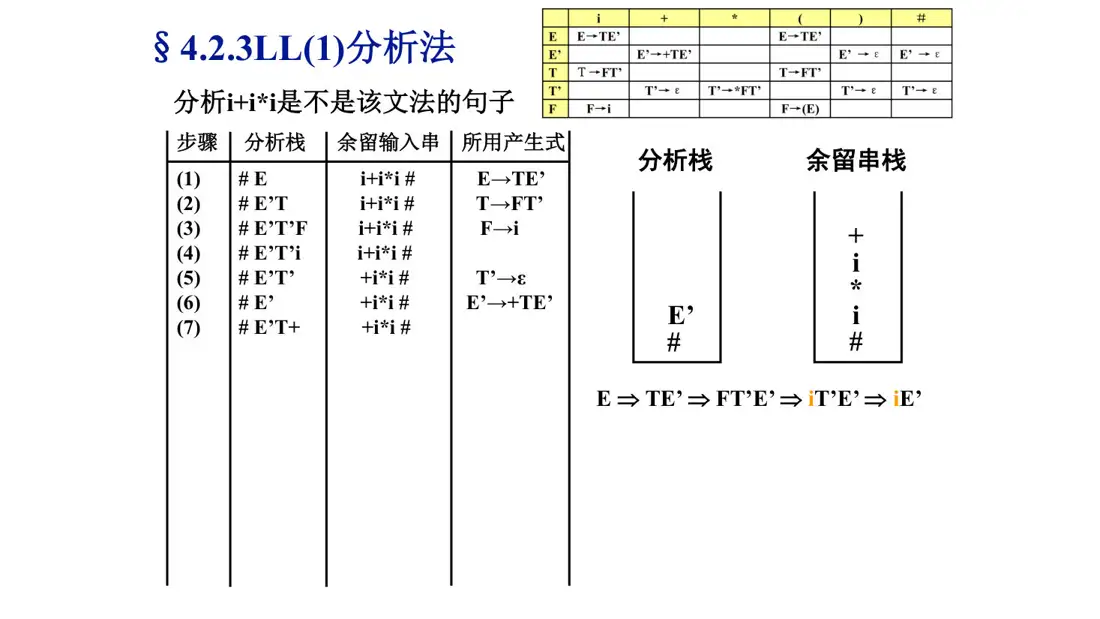 §4.2.3LL(1)分析法
i + * ( ) #
E E→TE’ E→TE’
E’ E’→+TE’ E’→ε E’→ε
T T→FT’ T→FT’
T’ T’→ε T’→*FT’ T’→ε T’→ε
F F→i F→(E)
分析i+i*i是不是该文法的句子
步骤 分析栈 余留输入串 所用产生式
(1) # E i+i*i # E→TE’
(2) # E’T i+i*i # T→FT’
(3) # E’T’F i+i*i # F→i
(4) # E’T’i i+i*i #
(5) # E’T’ +i*i # T’→ε
(6) # E’ +i*i # E’→+TE’
(7) # E’T+ +i*i #
分析栈
E’
#
余留串栈
+
i
*
i
#
E ⇒ TE’ ⇒ FT’E’ ⇒ iT’E’ ⇒ iE’